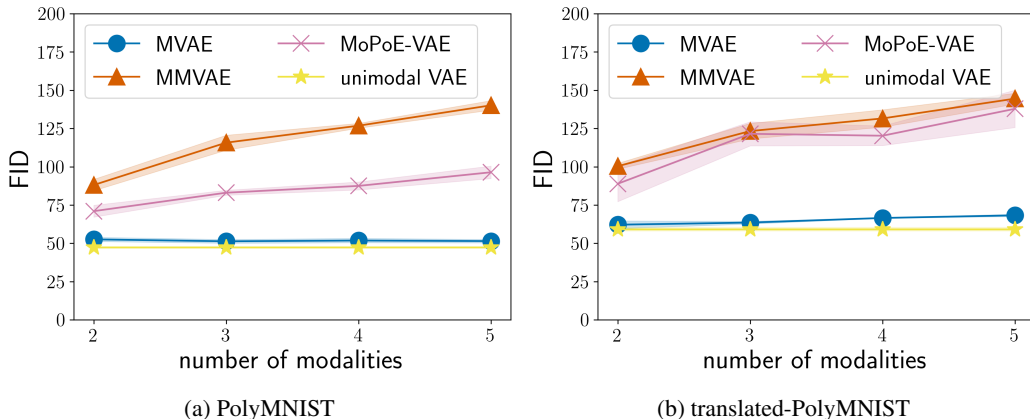 200
175
150
125
100
75
50
25
0
FID
MVAE
MMVAE
MoPoE-VAE
unimodal VAE
2 3 4 5
number of modalities
(a) PolyMNIST
200
175
150
125
100
75
50
25
0
FID
MVAE
MMVAE
MoPoE-VAE
unimodal VAE
2 3 4 5
number of modalities
(b) translated-PolyMNIST